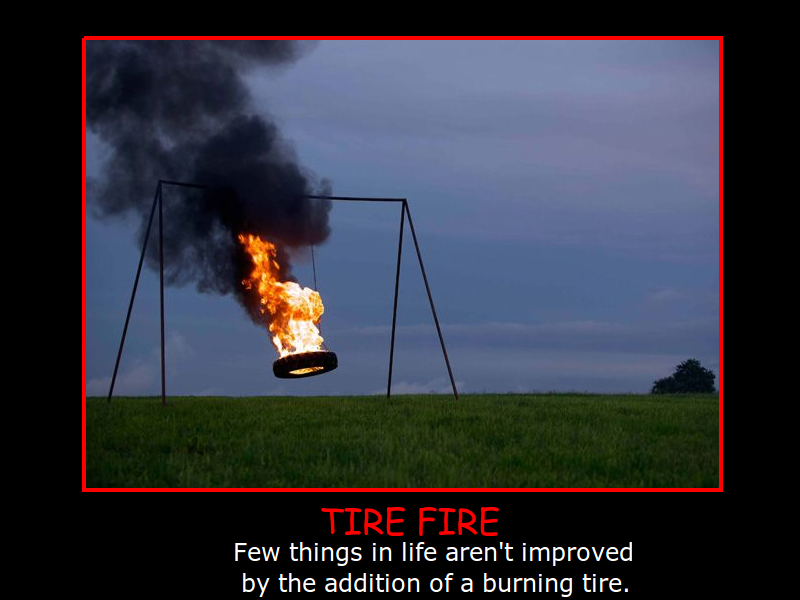 TIRE FIRE
Few things in life aren't improved
by the addition of a burning tire.